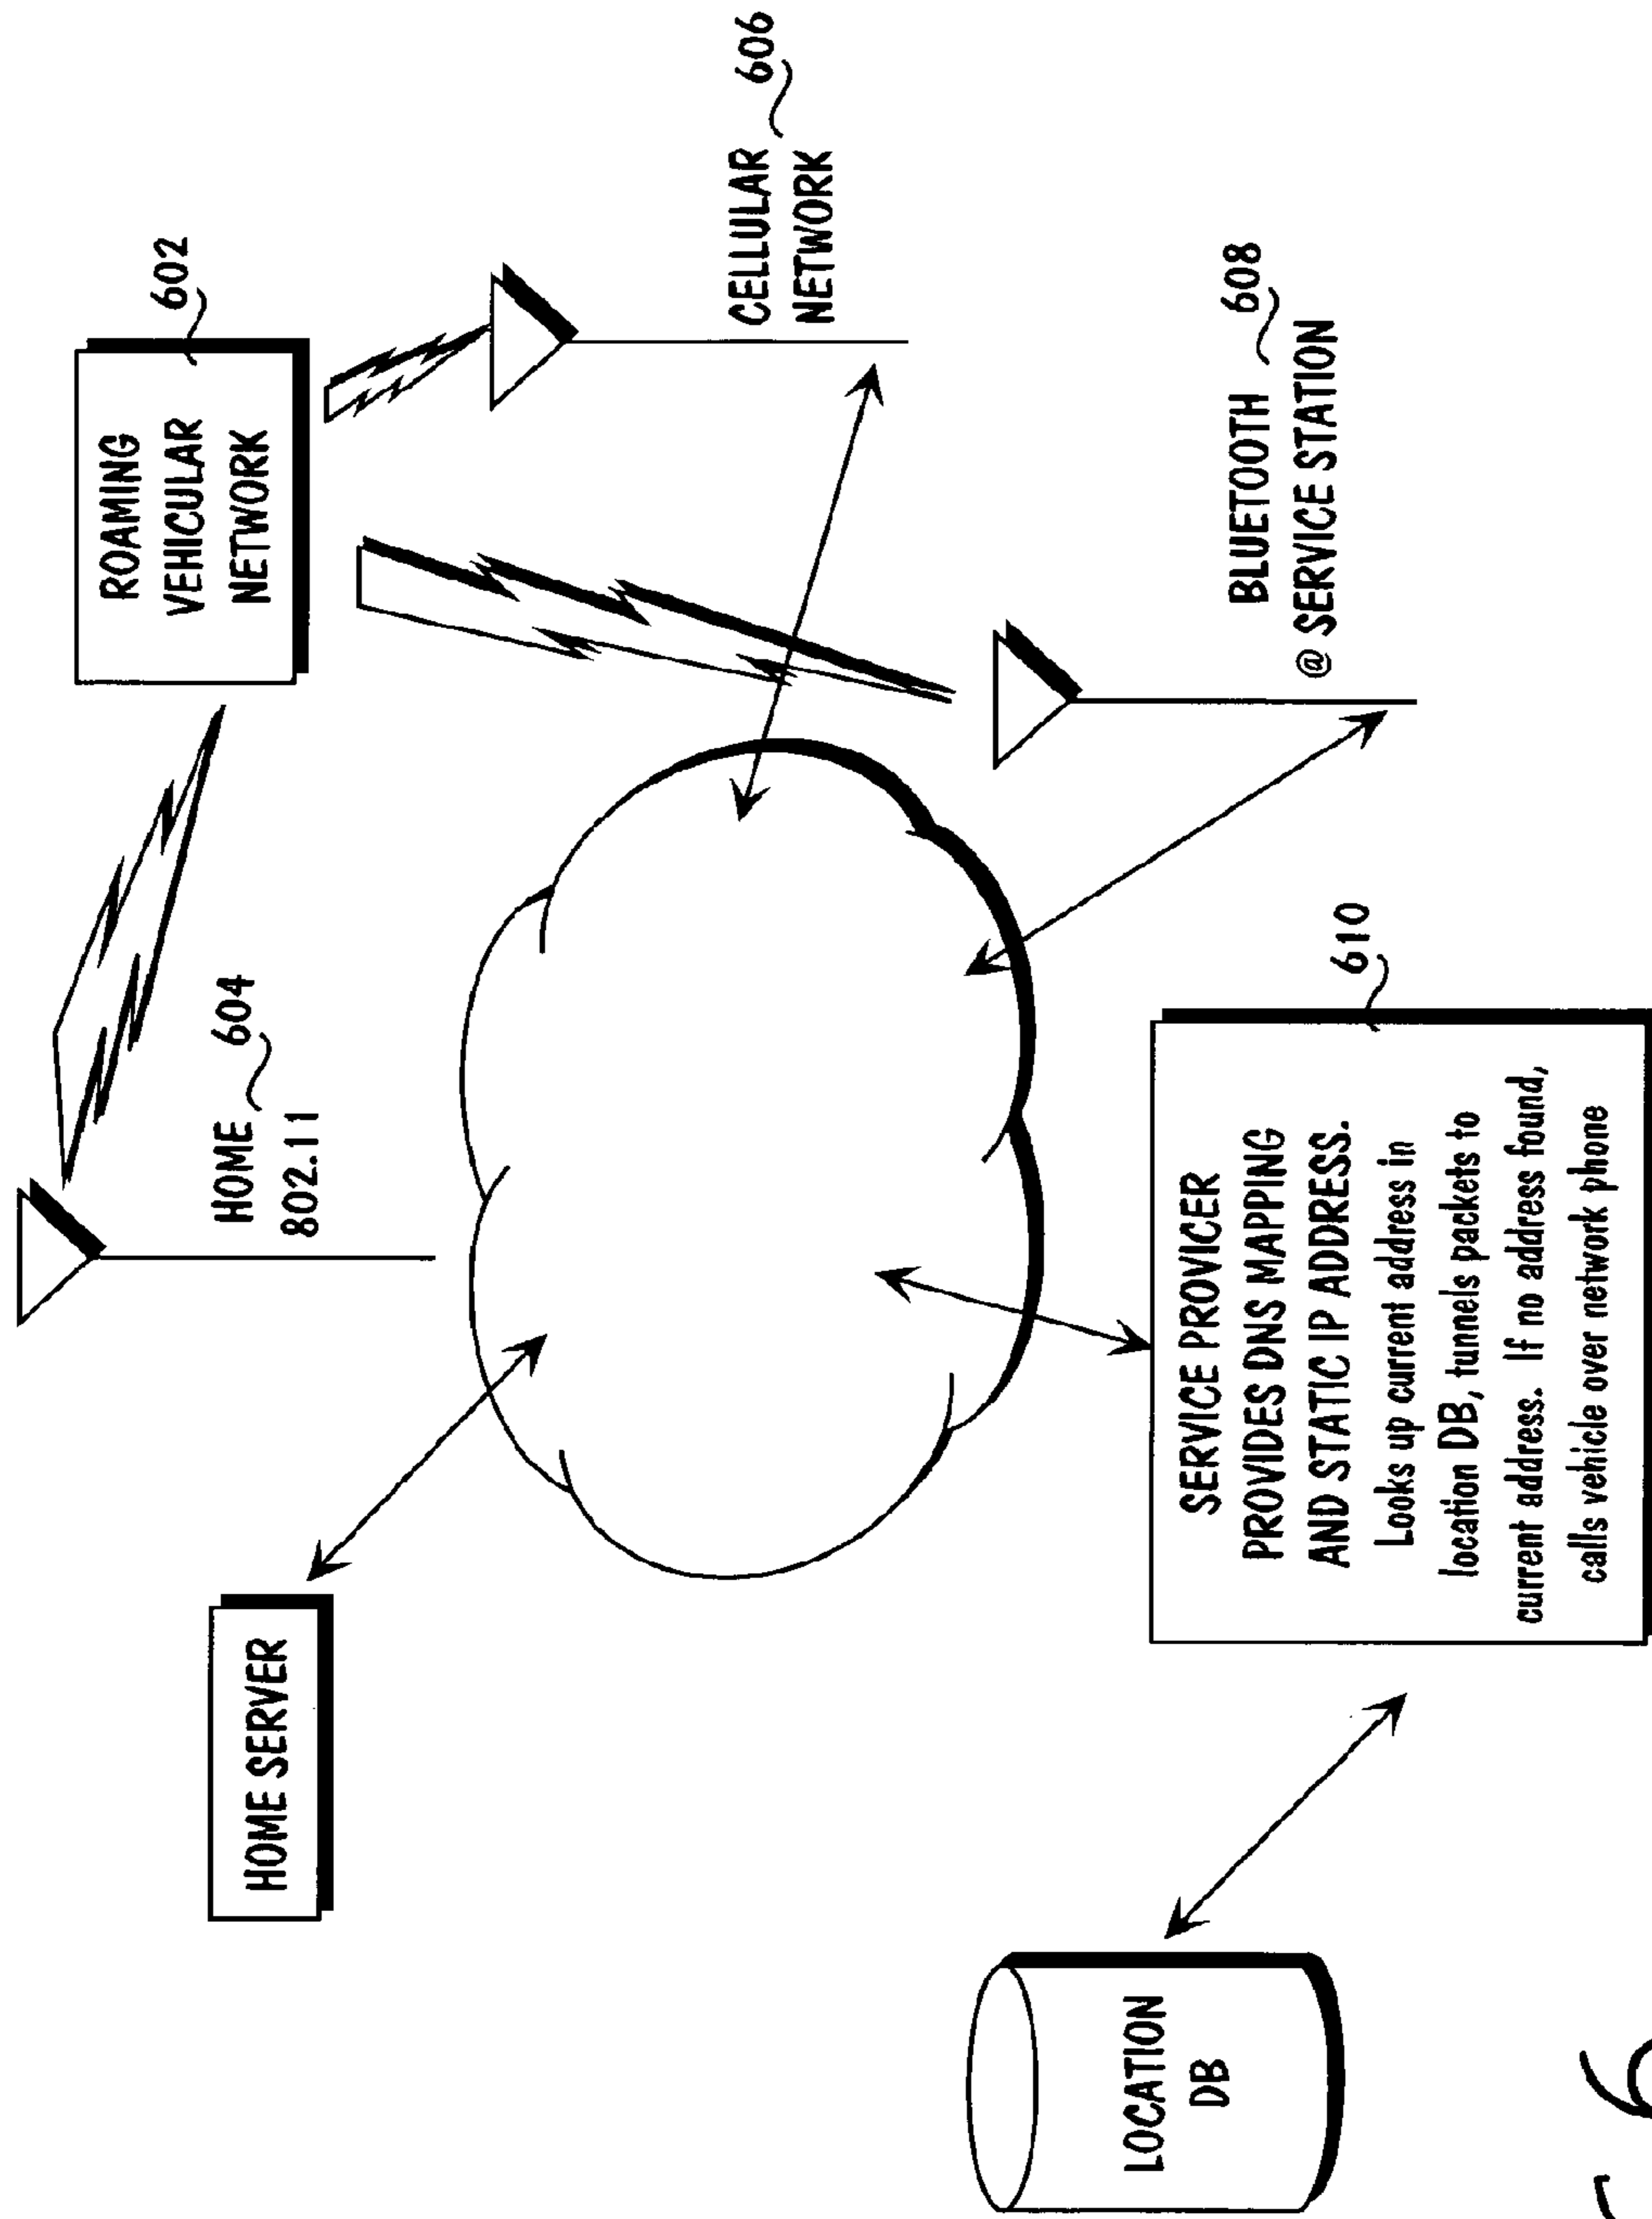 ROAMING
VEHICULAR
NETWORK
602
HOME 604
802.11
HOME SERVER
CELLULAR 606
NETWORK
BLUETOOTH 608
@ SERVICE STATION
610
SERVICE PROVICER
PROVIDES DNS MAPPING
AND STATIC IP ADDRESS.
Looks up current address in
location DB, tunnels packets to
current address. If no address found,
calls vehicle over network phone
LOCATION
DB